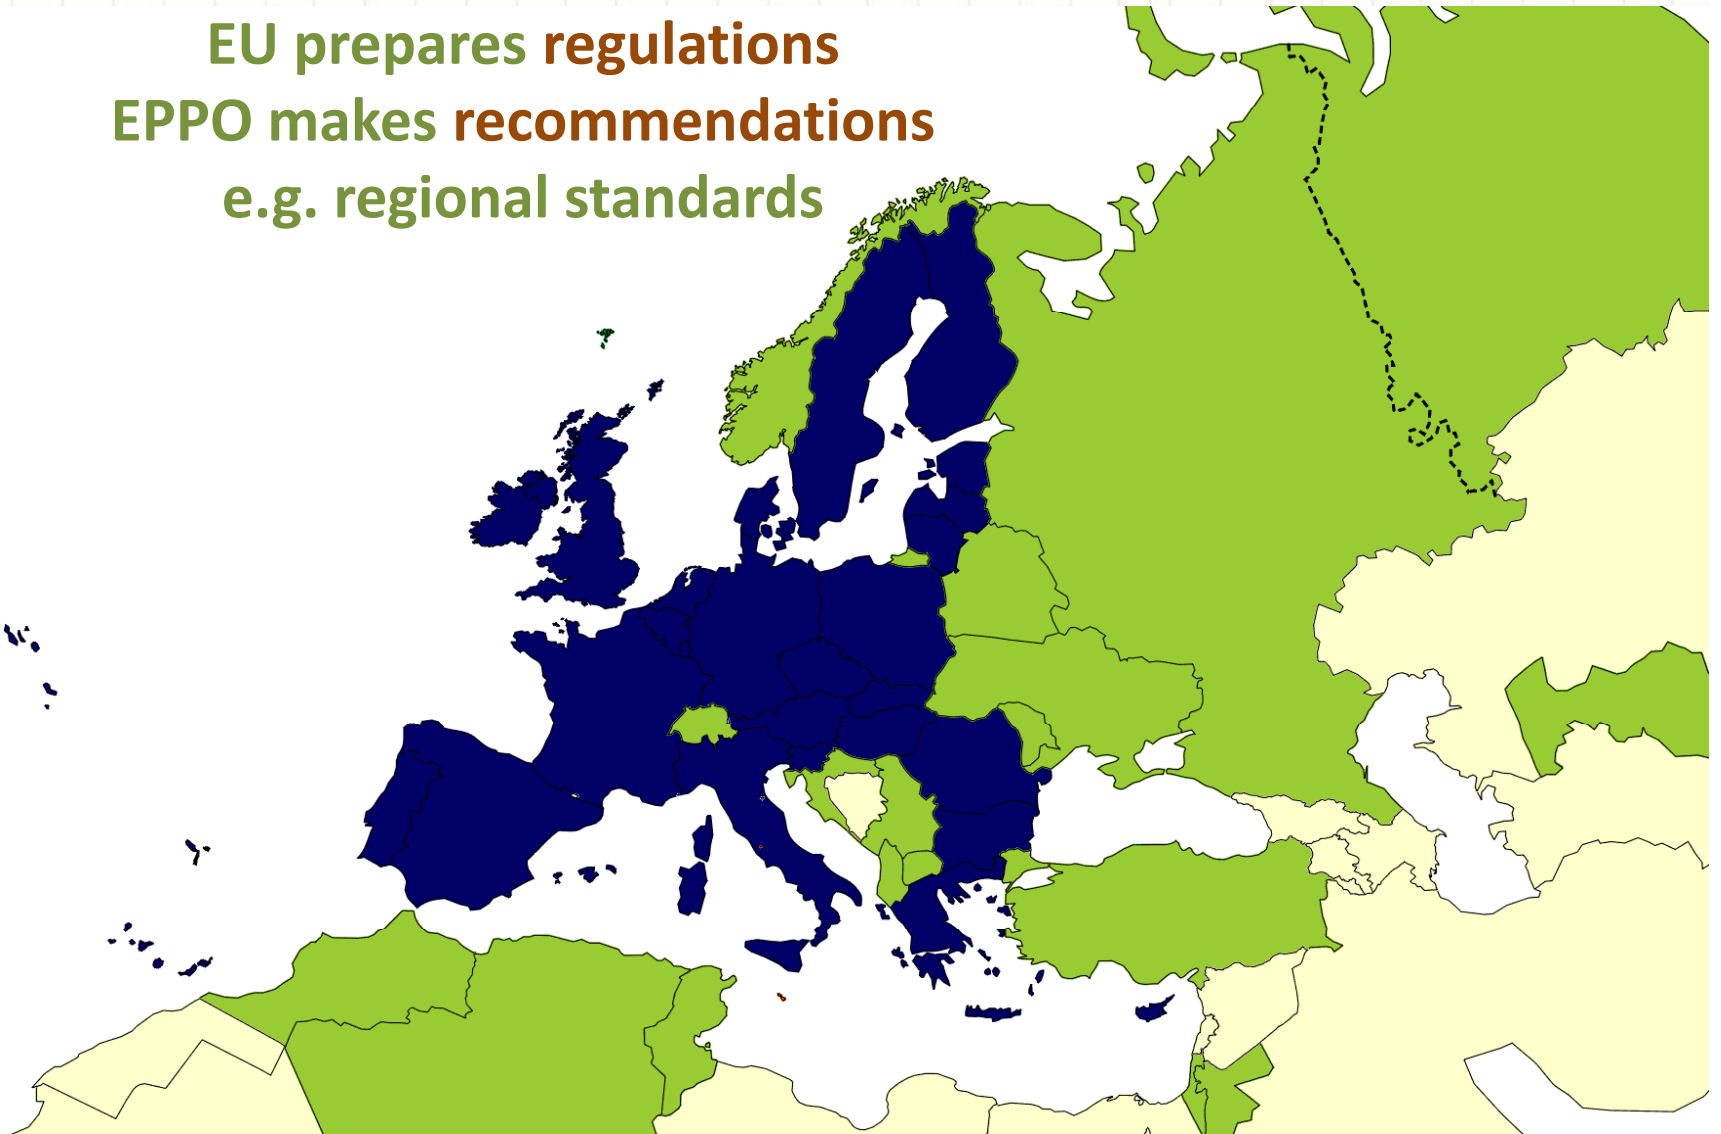 EU prepares regulations
EPPO makes recommendations
e.g. regional standards